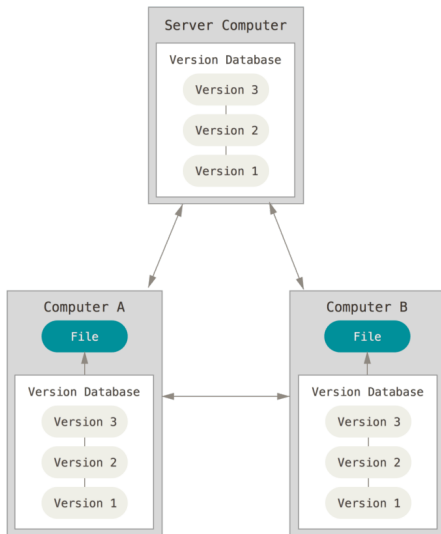 Server Computer
Version Database
Version 3
Version 2
Version 1
Computer A
File
Version Database
Version 3
Version 2
Version 1
Computer B
File
Version Database
Version 3
Version 2
Version 1